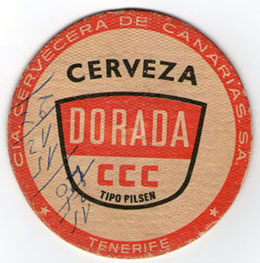 CIA. CERVECERA DE CANARIAS, S.A.
CERVEZA
DORADA
CCC
TIPO PILSEN
★ TENERIFE ★